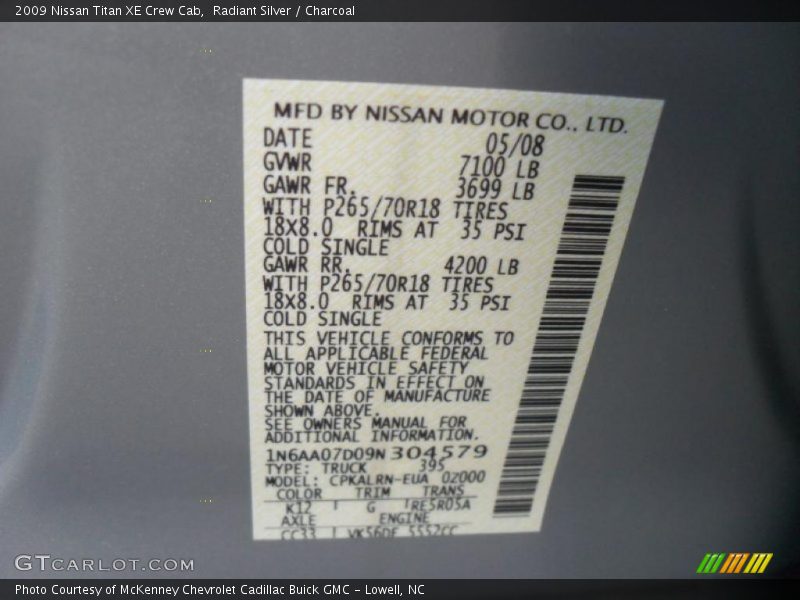 2009 Nissan Titan XE Crew Cab, Radiant Silver / Charcoal
MFD BY NISSAN MOTOR CO., LTD.
DATE 05/08
GVWR 7100 LB
GAWR FR. 3699 LB
WITH P265/70R18 TIRES
18X8.0 RIMS AT 35 PSI
COLD SINGLE
GAWR RR. 4200 LB
WITH P265/70R18 TIRES
18X8.0 RIMS AT 35 PSI
COLD SINGLE
THIS VEHICLE CONFORMS TO
ALL APPLICABLE FEDERAL
MOTOR VEHICLE SAFETY
STANDARDS IN EFFECT ON
THE DATE OF MANUFACTURE
SHOWN ABOVE.
SEE OWNERS MANUAL FOR
ADDITIONAL INFORMATION.
1N6AA07D09N304579
TYPE: TRUCK 395
MODEL: CPKALRN-EUA 02000
COLOR TRIM TRANS
K12 G RE5R05A
AXLE ENGINE
CC33 VK56DE 5552CC
GTCARLOT.COM
Photo Courtesy of McKenney Chevrolet Cadillac Buick GMC - Lowell, NC